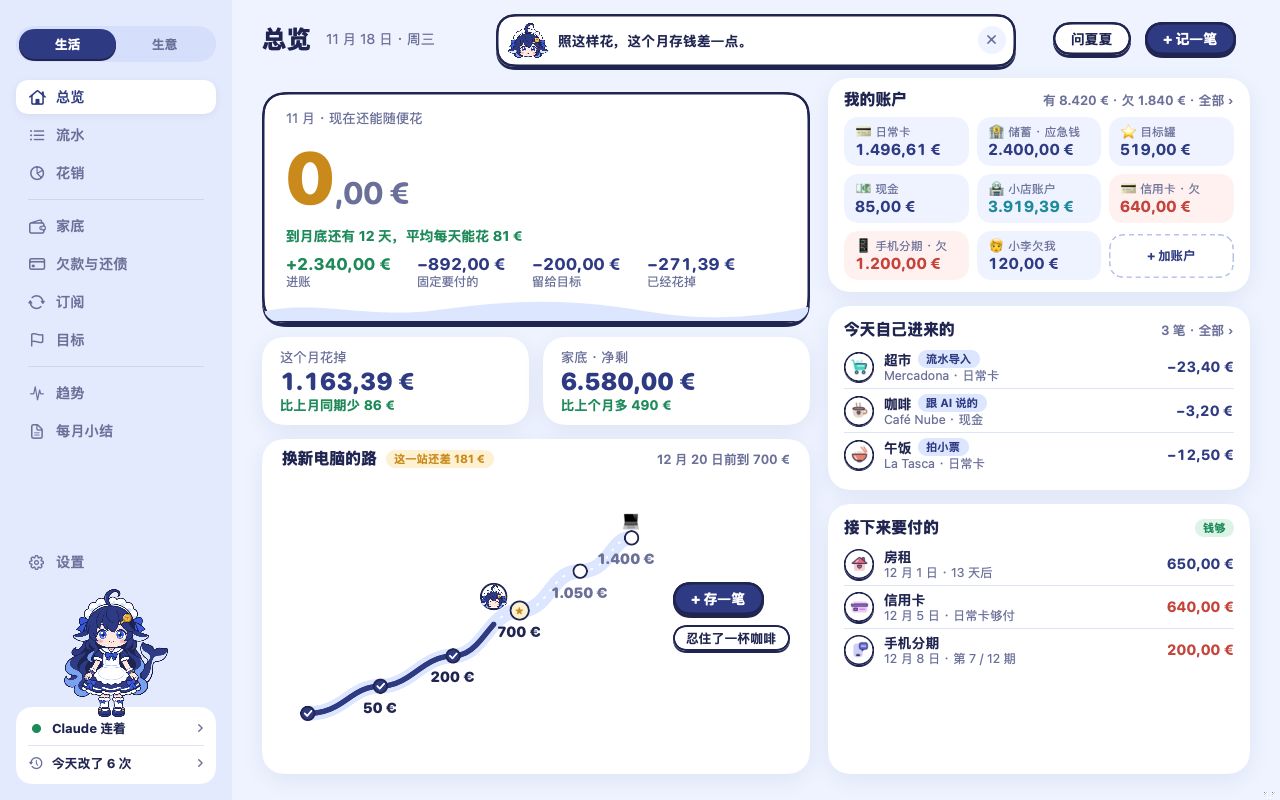 生活
生意
总览
流水
花销
家底
欠款与还债
订阅
目标
趋势
每月小结
设置
Claude 连着
今天改了 6 次
总览 11 月 18 日 · 周三
照这样花，这个月存钱差一点。
问夏夏
+ 记一笔
11 月 · 现在还能随便花
0,00 €
到月底还有 12 天，平均每天能花 81 €
+2.340,00 € −892,00 € −200,00 € −271,39 €
进账 固定要付的 留给目标 已经花掉
这个月花掉
1.163,39 €
比上月同期少 86 €
家底 · 净剩
6.580,00 €
比上个月多 490 €
换新电脑的路 这一站还差 181 € 12 月 20 日前到 700 €
1.400 €
1.050 €
700 €
200 €
50 €
+ 存一笔
忍住了一杯咖啡
我的账户 有 8.420 € · 欠 1.840 € · 全部 ›
日常卡
1.496,61 €
储蓄 · 应急钱
2.400,00 €
目标罐
519,00 €
现金
85,00 €
小店账户
3.919,39 €
信用卡 · 欠
640,00 €
手机分期 · 欠
1.200,00 €
小李欠我
120,00 €
+ 加账户
今天自己进来的 3 笔 · 全部 ›
超市 流水导入
Mercadona · 日常卡
−23,40 €
咖啡 跟 AI 说的
Café Nube · 现金
−3,20 €
午饭 拍小票
La Tasca · 日常卡
−12,50 €
接下来要付的 钱够
房租
12 月 1 日 · 13 天后
650,00 €
信用卡
12 月 5 日 · 日常卡够付
640,00 €
手机分期
12 月 8 日 · 第 7 / 12 期
200,00 €